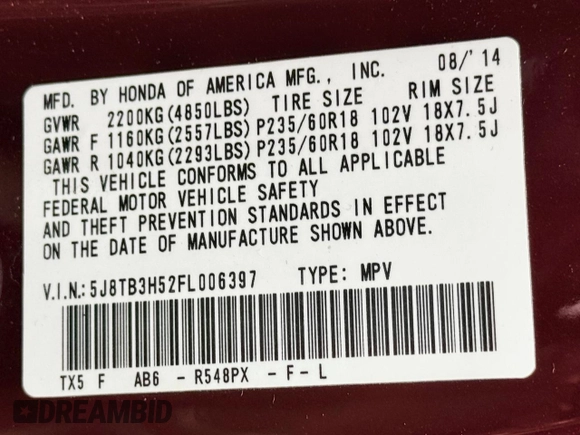 MFD. BY HONDA OF AMERICA MFG., INC. 08/'14
GVWR 2200KG(4850LBS) TIRE SIZE RIM SIZE
GAWR F 1160KG(2557LBS)P235/60R18 102V 18X7.5J
GAWR R 1040KG(2293LBS)P235/60R18 102V 18X7.5J
THIS VEHICLE CONFORMS TO ALL APPLICABLE
FEDERAL MOTOR VEHICLE SAFETY
AND THEFT PREVENTION STANDARDS IN EFFECT
ON THE DATE OF MANUFACTURE SHOWN ABOVE.
V.I.N.:5J8TB3H52FL006397 TYPE: MPV
TX5 F AB6 - R548PX - F - L
DREAMBID